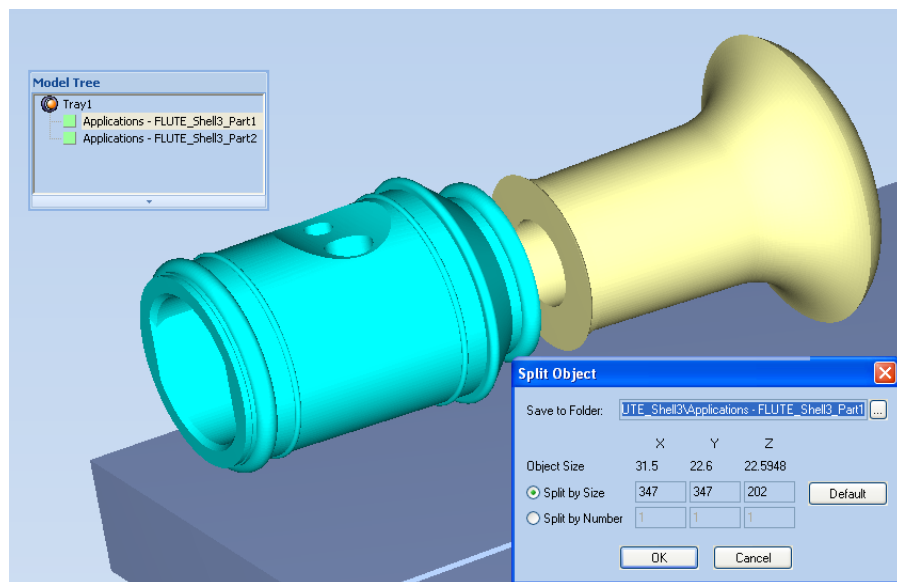 Model Tree
Tray1
Applications - FLUTE_Shell3_Part1
Applications - FLUTE_Shell3_Part2
Split Object
Save to Folder: UTE_Shell3\Applications - FLUTE_Shell3_Part1 ...
X Y Z
Object Size 31.5 22.6 22.5948
Split by Size 347 347 202 Default
Split by Number 1 1 1
OK Cancel